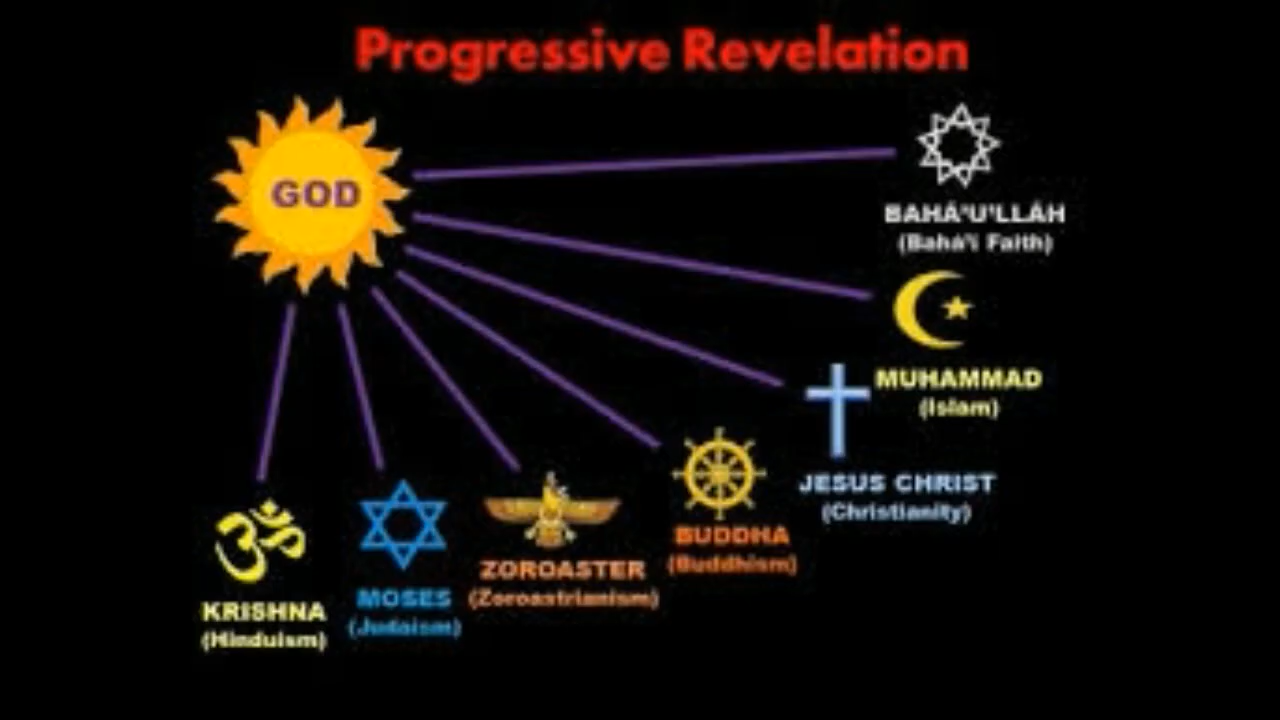 Progressive Revelation
GOD
BAHÁ'U'LLÁH
(Bahá'í Faith)
MUHAMMAD
(Islam)
JESUS CHRIST
(Christianity)
BUDDHA
(Buddhism)
ZOROASTER
(Zoroastrianism)
MOSES
(Judaism)
KRISHNA
(Hinduism)